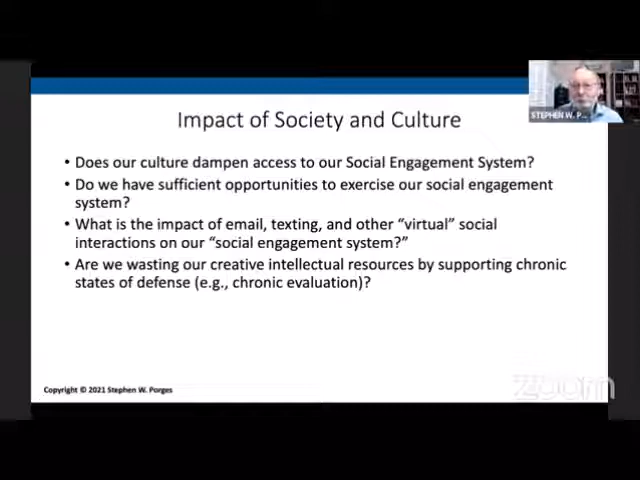 STEPHEN W. P...
Impact of Society and Culture
• Does our culture dampen access to our Social Engagement System?
• Do we have sufficient opportunities to exercise our social engagement
system?
• What is the impact of email, texting, and other “virtual” social
interactions on our “social engagement system?”
• Are we wasting our creative intellectual resources by supporting chronic
states of defense (e.g., chronic evaluation)?
Copyright © 2021 Stephen W. Porges
zoom